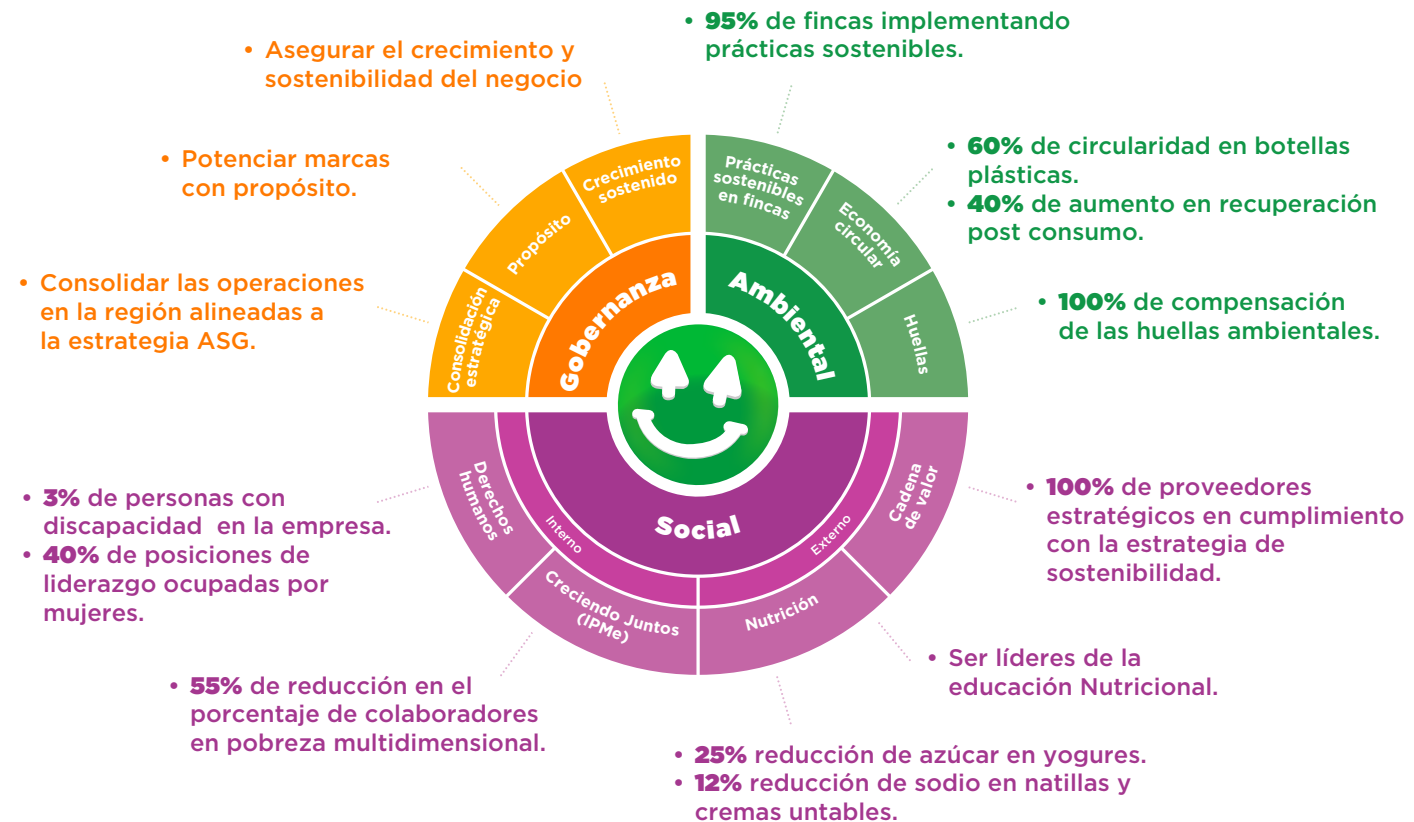 • Asegurar el crecimiento y
sostenibilidad del negocio
• Potenciar marcas
con propósito.
• Consolidar las operaciones
en la región alineadas a
la estrategia ASG.
• 95% de fincas implementando
prácticas sostenibles.
• 60% de circularidad en botellas
plásticas.
• 40% de aumento en recuperación
post consumo.
• 100% de compensación
de las huellas ambientales.
Crecimiento
sostenido
Propósito
Consolidación
estratégica
Gobernanza
Prácticas
sostenibles
en fincas
Economía
circular
Huellas
Ambiental
Derechos
humanos
Interno
Social
Externo
Cadena
de valor
Creciendo Juntos
(IPMe)
Nutrición
• 3% de personas con
discapacidad  en la empresa.
• 40% de posiciones de
liderazgo ocupadas por
mujeres.
• 55% de reducción en el
porcentaje de colaboradores
en pobreza multidimensional.
• 100% de proveedores
estratégicos en cumplimiento
con la estrategia de
sostenibilidad.
• Ser líderes de la
educación Nutricional.
• 25% reducción de azúcar en yogures.
• 12% reducción de sodio en natillas y
cremas untables.